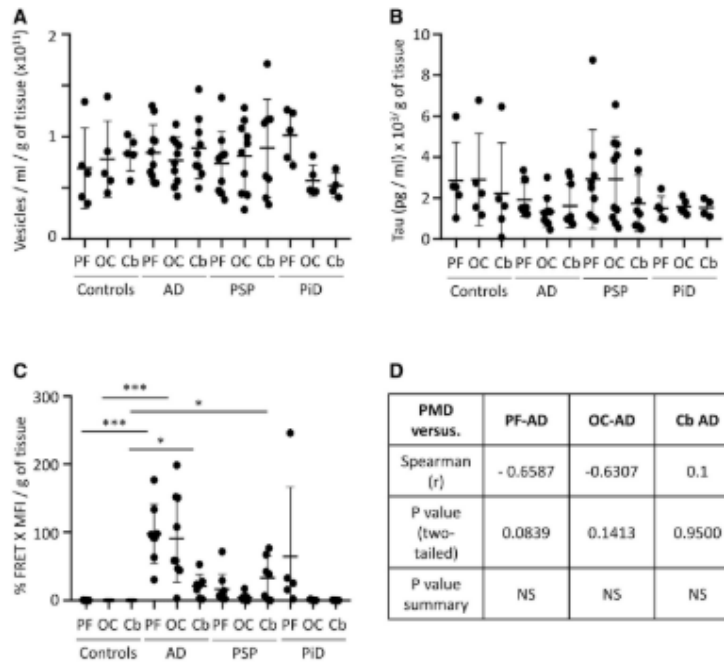 A
Vesicles / ml / g of tissue (x10¹¹)
2
1
0
PF OC Cb PF OC Cb PF OC Cb PF OC Cb
Controls AD PSP PiD
B
Tau (pg / ml) x 10³/ g of tissue
10
8
6
4
2
0
PF OC Cb PF OC Cb PF OC Cb PF OC Cb
Controls AD PSP PiD
C
% FRET X MFI / g of tissue
300
200
100
0
***
***
*
*
PF OC Cb PF OC Cb PF OC Cb PF OC Cb
Controls AD PSP PiD
D
PMD versus. PF-AD OC-AD Cb AD
Spearman (r) - 0.6587 -0.6307 0.1
P value (two-tailed) 0.0839 0.1413 0.9500
P value summary NS NS NS